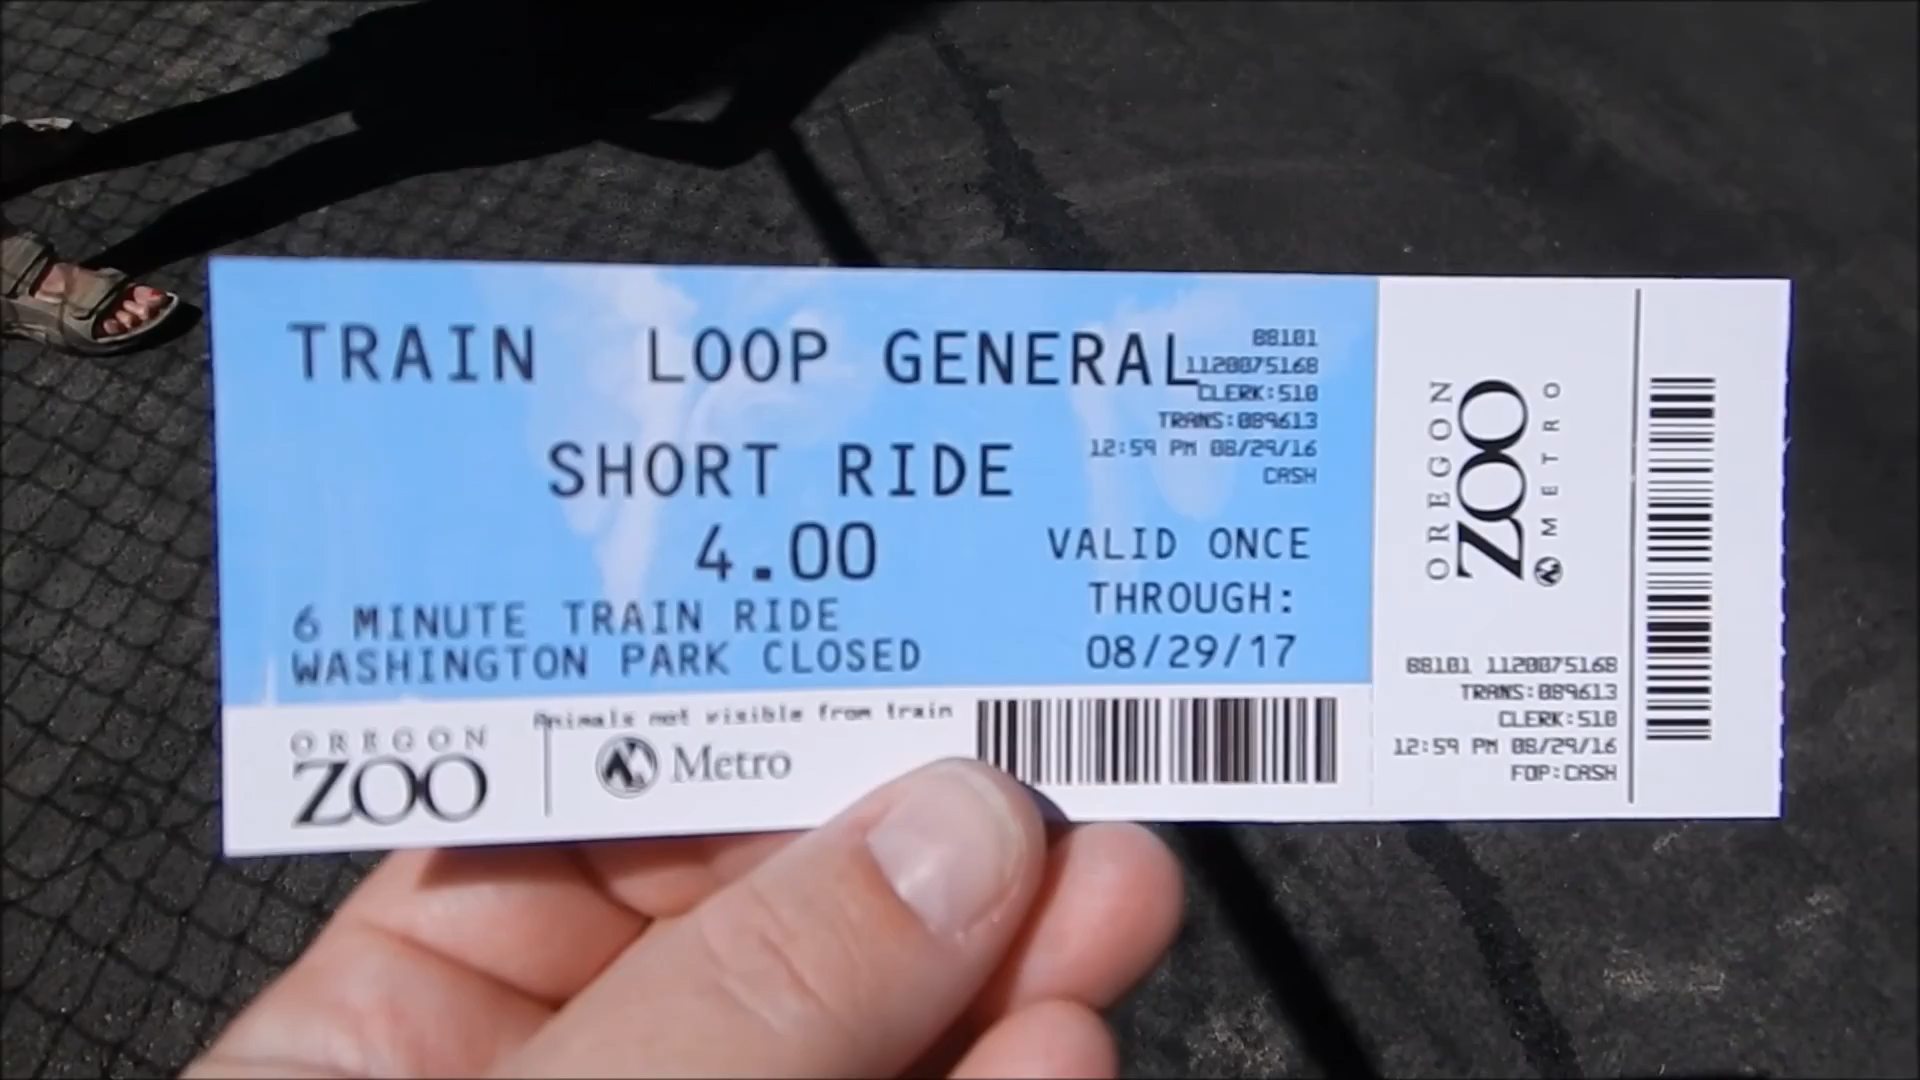 TRAIN LOOP GENERAL
SHORT RIDE
4.00
6 MINUTE TRAIN RIDE
WASHINGTON PARK CLOSED
88101
1120075168
CLERK:510
TRANS:089613
12:59 PM 08/29/16
CASH
VALID ONCE
THROUGH:
08/29/17
Animals not visible from train
OREGON
ZOO
Metro
OREGON
ZOO
METRO
88101 1120075168
TRANS:089613
CLERK:510
12:59 PM 08/29/16
FOP:CASH